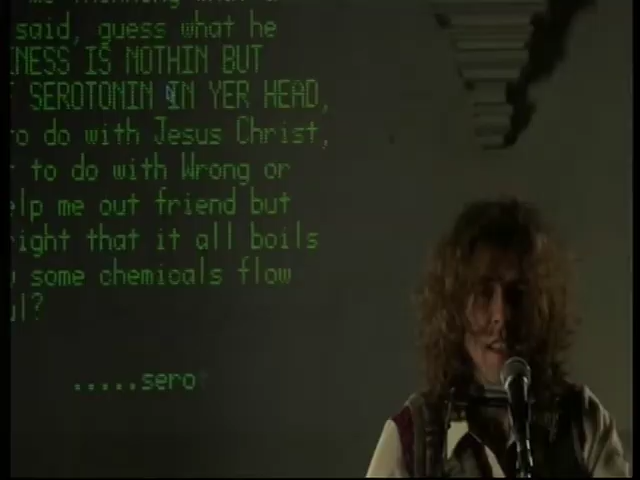 said, guess what he
NESS IS NOTHIN BUT
SEROTONIN IN YER HEAD,
o do with Jesus Christ,
to do with Wrong or
elp me out friend but
ight that it all boils
some chemicals flow
ul?
.....sero